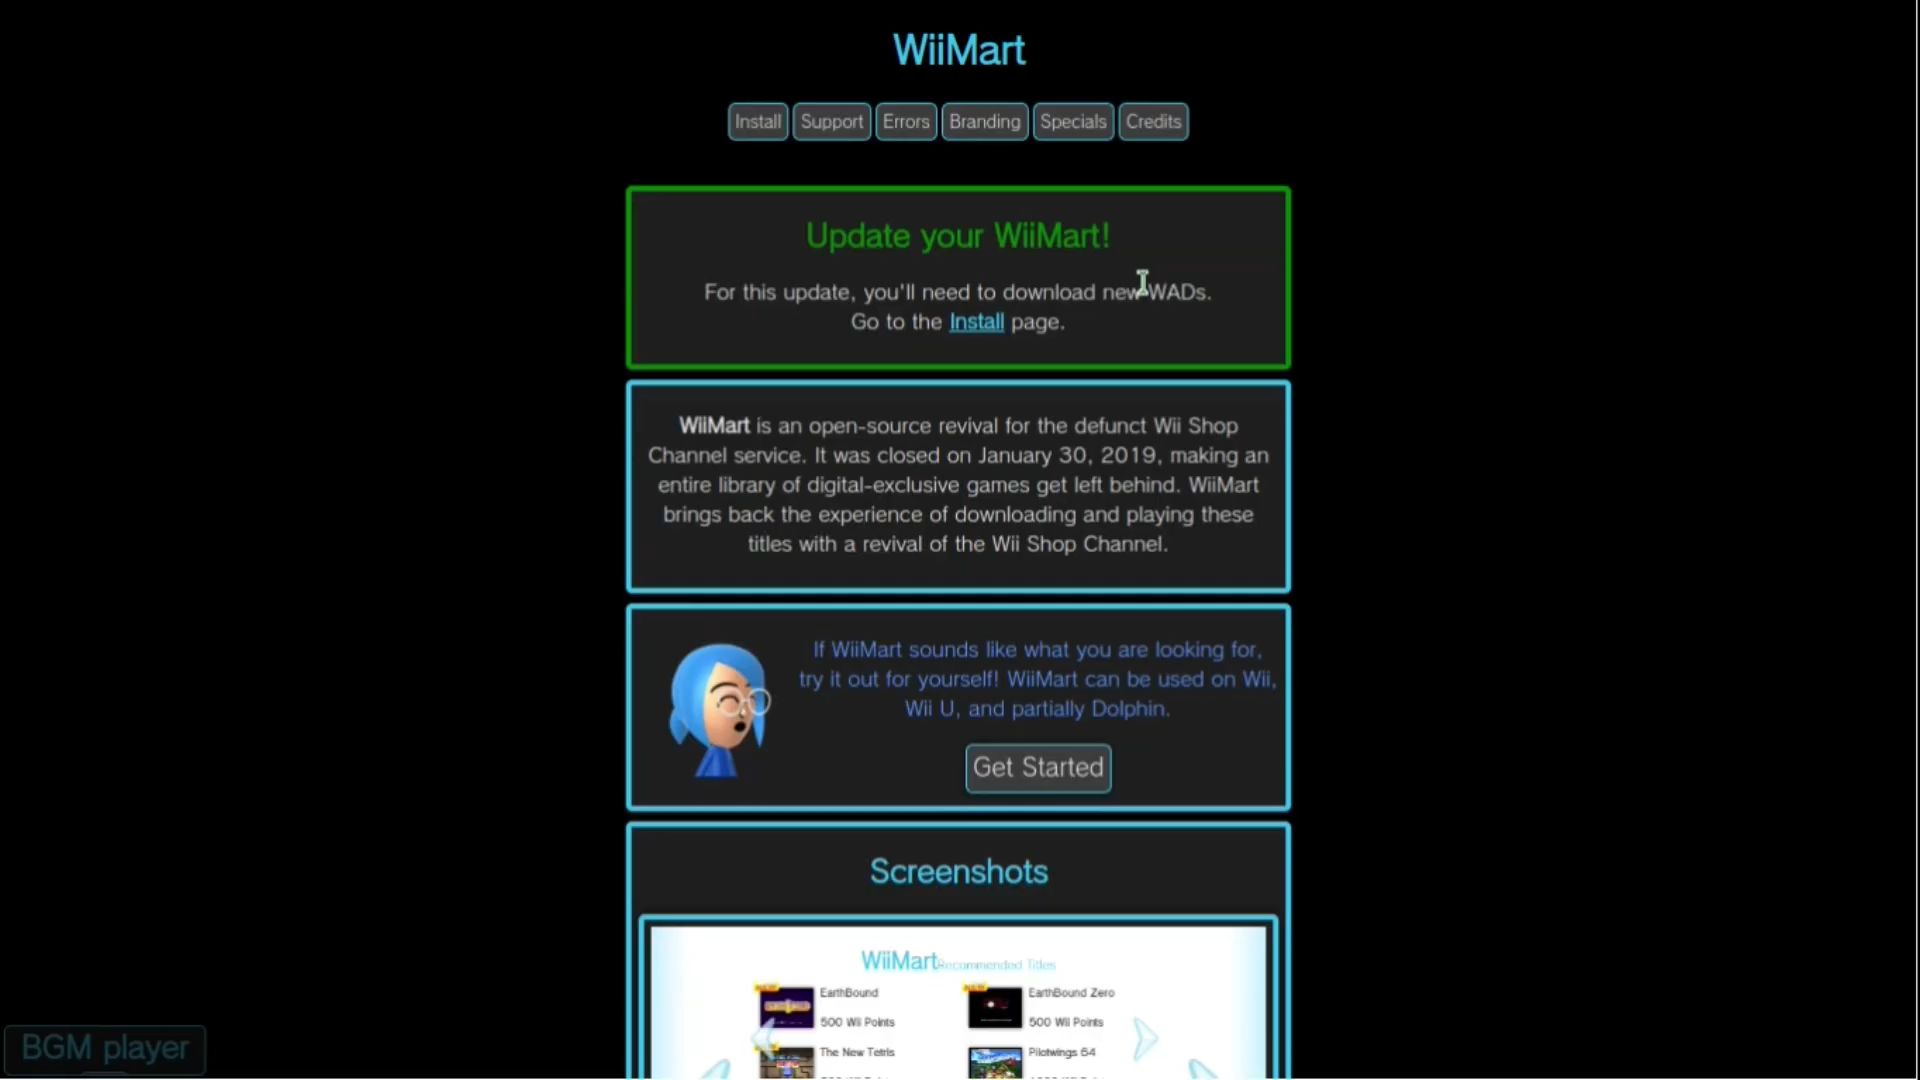 WiiMart
Install Support Errors Branding Specials Credits
Update your WiiMart!
For this update, you'll need to download new WADs.
Go to the Install page.
WiiMart is an open-source revival for the defunct Wii Shop
Channel service. It was closed on January 30, 2019, making an
entire library of digital-exclusive games get left behind. WiiMart
brings back the experience of downloading and playing these
titles with a revival of the Wii Shop Channel.
If WiiMart sounds like what you are looking for,
try it out for yourself! WiiMart can be used on Wii,
Wii U, and partially Dolphin.
Get Started
Screenshots
WiiMart Recommended Titles
EarthBound
500 Wii Points
EarthBound Zero
500 Wii Points
The New Tetris
Pilotwings 64
BGM player